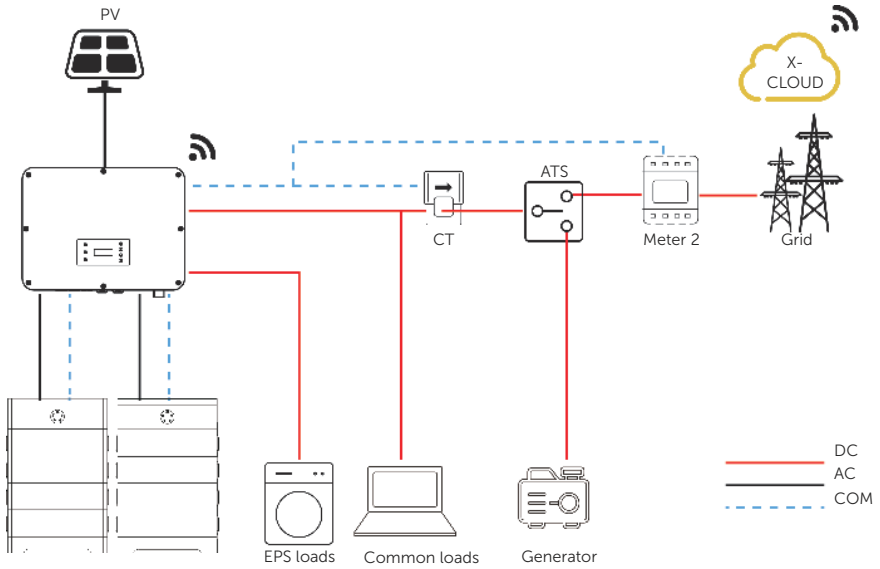 PV
X-
CLOUD
ATS
CT
Meter 2
Grid
DC
AC
COM
EPS loads
Common loads
Generator